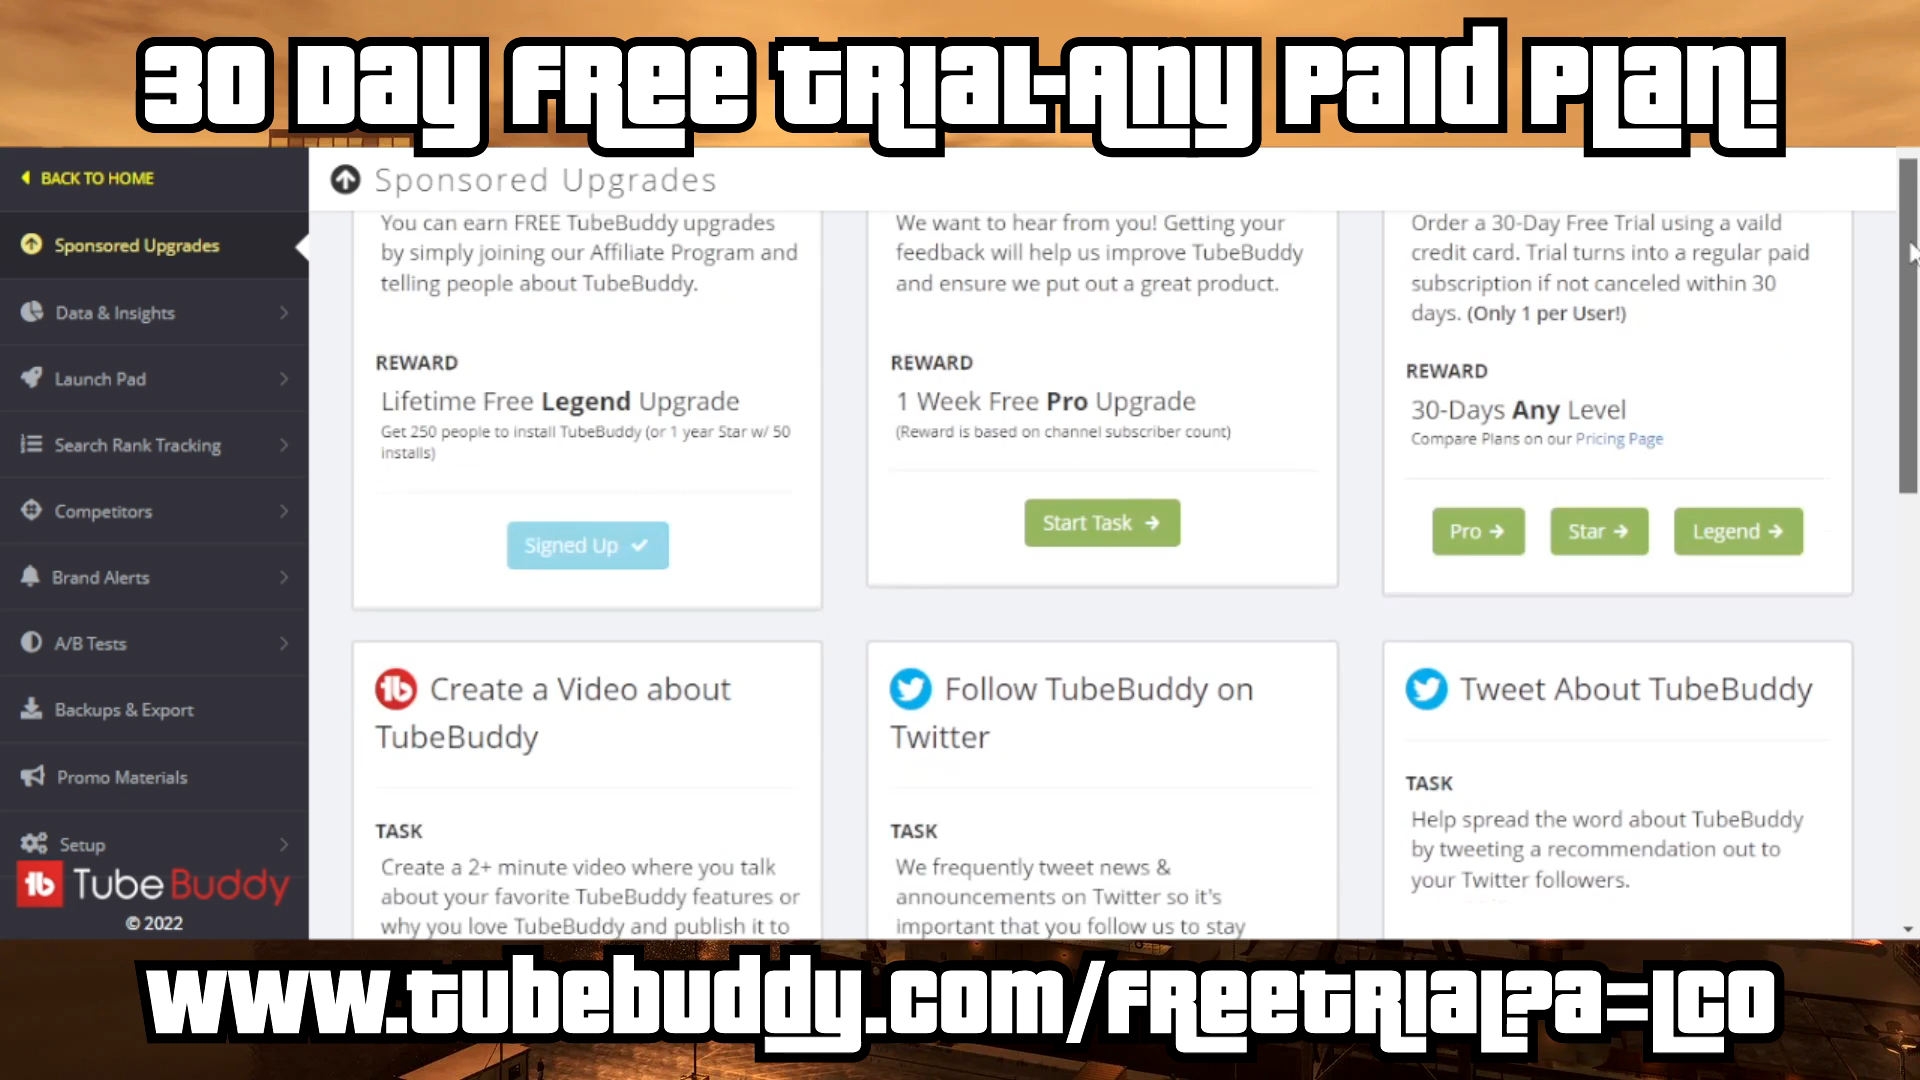 30 Day Free Trial-Any Paid Plan!
BACK TO HOME
Sponsored Upgrades
Data & Insights
Launch Pad
Search Rank Tracking
Competitors
Brand Alerts
A/B Tests
Backups & Export
Promo Materials
Setup
TubeBuddy
© 2022
Sponsored Upgrades
You can earn FREE TubeBuddy upgrades
by simply joining our Affiliate Program and
telling people about TubeBuddy.
REWARD
Lifetime Free Legend Upgrade
Get 250 people to install TubeBuddy (or 1 year Star w/ 50
installs)
Signed Up
We want to hear from you! Getting your
feedback will help us improve TubeBuddy
and ensure we put out a great product.
REWARD
1 Week Free Pro Upgrade
(Reward is based on channel subscriber count)
Start Task
Order a 30-Day Free Trial using a vaild
credit card. Trial turns into a regular paid
subscription if not canceled within 30
days. (Only 1 per User!)
REWARD
30-Days Any Level
Compare Plans on our Pricing Page
Pro
Star
Legend
Create a Video about
TubeBuddy
TASK
Create a 2+ minute video where you talk
about your favorite TubeBuddy features or
why you love TubeBuddy and publish it to
Follow TubeBuddy on
Twitter
TASK
We frequently tweet news &
announcements on Twitter so it's
important that you follow us to stay
Tweet About TubeBuddy
TASK
Help spread the word about TubeBuddy
by tweeting a recommendation out to
your Twitter followers.
www.tubebuddy.com/freetrial?a=LCO